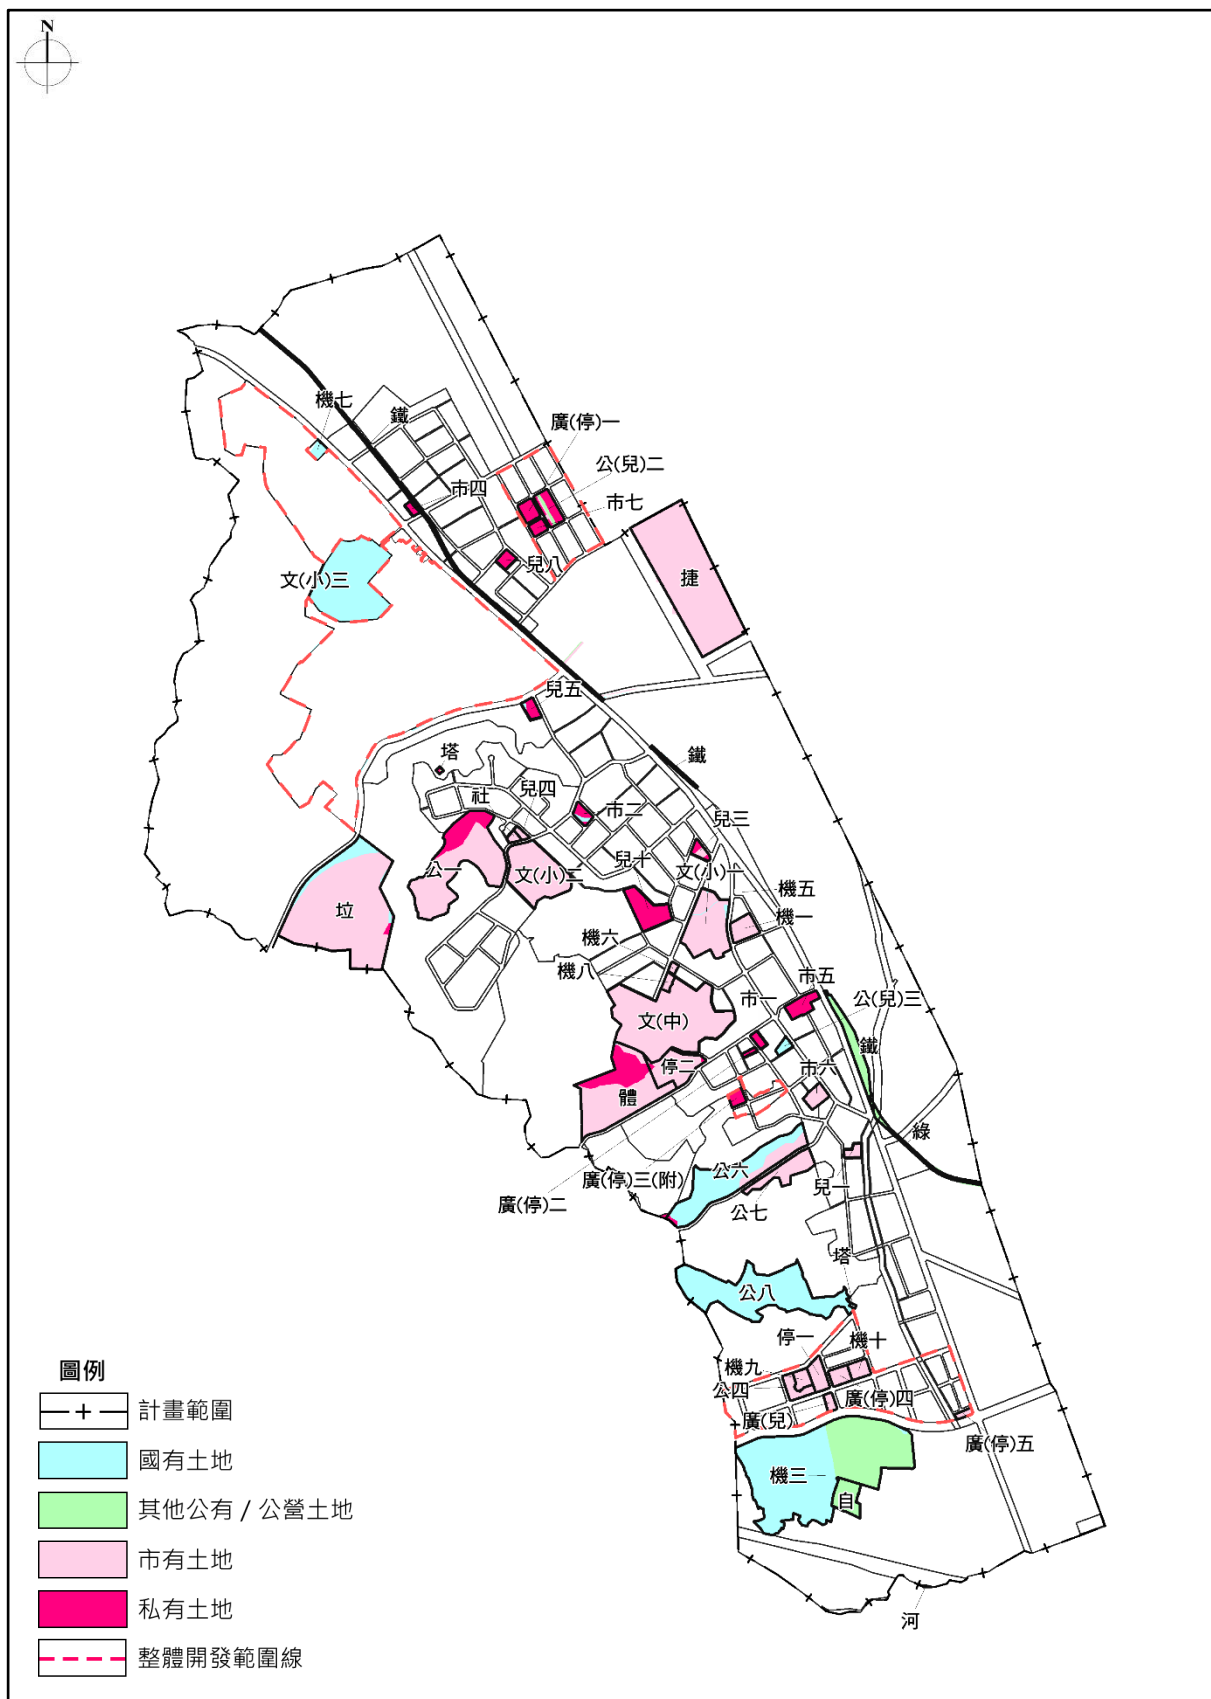 N
機七
鐵
廣(停)一
公(兒)二
市四
市七
兒八
文(小)三
捷
兒五
塔
鐵
社
兒四
市二
兒三
兒十
公一
文(小)二
文(小)一
機五
垃
機一
機六
機八
市五
市一
公(兒)三
文(中)
鐵
停二
市六
體
綠
公六
廣(停)三(附)
兒一
廣(停)二
公七
塔
公八
停一
機十
機九
公四
廣(停)四
廣(兒)
廣(停)五
機三
自
河
圖例
計畫範圍
國有土地
其他公有 / 公營土地
市有土地
私有土地
整體開發範圍線